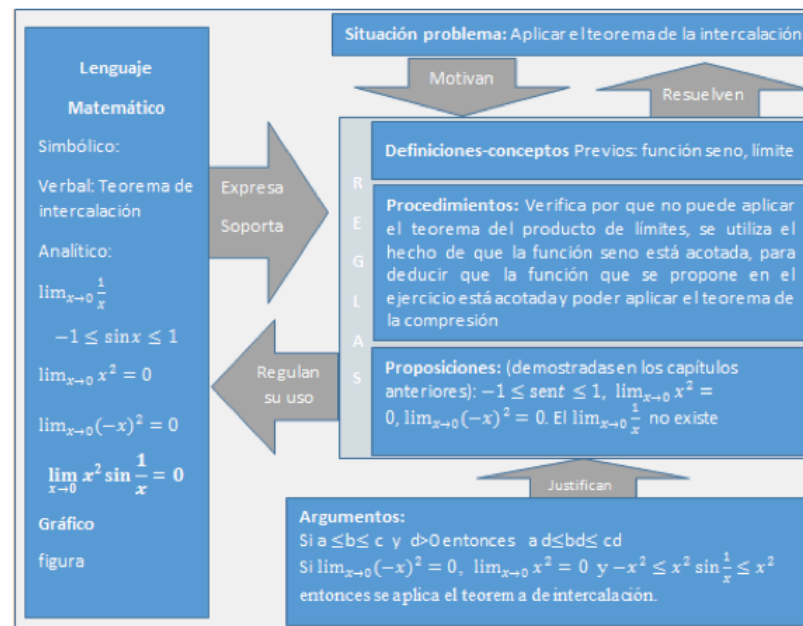 Lenguaje
Matemático
Simbólico:
Verbal: Teorema de
intercalación
Analítico:
lim_{x→0} 1/x
−1 ≤ sin x ≤ 1
lim_{x→0} x² = 0
lim_{x→0}(−x)² = 0
lim_{x→0} x² sin 1/x = 0
Gráfico
figura
Expresa
Soporta
Regulan
su uso
Situación problema: Aplicar el teorema de la intercalación
Motivan
Resuelven
REGLAS
Definiciones-conceptos Previos: función seno, límite
Procedimientos: Verifica por que no puede aplicar
el teorema del producto de límites, se utiliza el
hecho de que la función seno está acotada, para
deducir que la función que se propone en el
ejercicio está acotada y poder aplicar el teorema de
la compresión
Proposiciones: (demostradas en los capítulos
anteriores): −1 ≤ sent ≤ 1, lim_{x→0} x² =
0, lim_{x→0}(−x)² = 0. El lim_{x→0} 1/x no existe
Justifican
Argumentos:
Si a ≤b≤ c y d>0 entonces a d≤bd≤ cd
Si lim_{x→0}(−x)² = 0, lim_{x→0} x² = 0 y −x² ≤ x² sin 1/x ≤ x²
entonces se aplica el teorema de intercalación.